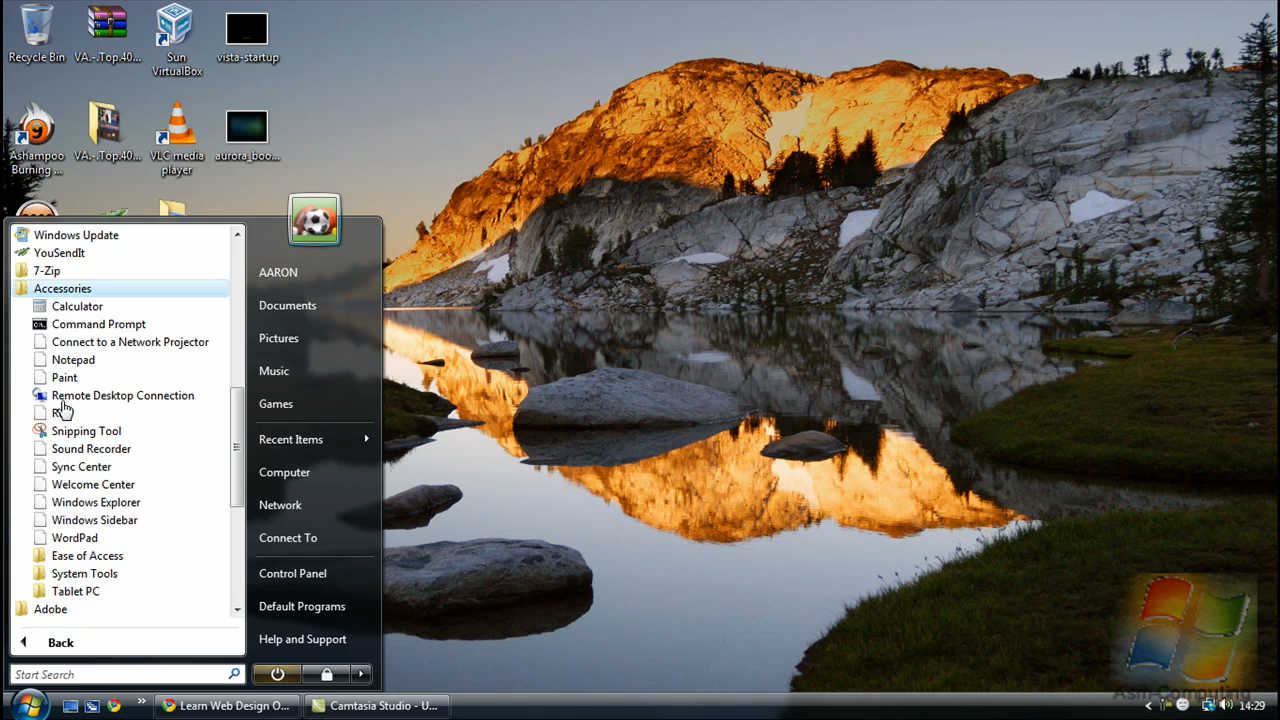 Recycle Bin
VA.-.Top.40...
Sun
VirtualBox
vista-startup
Ashampoo
Burning ...
VA.-.Top.40...
VLC media
player
aurora_boo...
Windows Update
YouSendIt
7-Zip
Accessories
Calculator
Command Prompt
Connect to a Network Projector
Notepad
Paint
Remote Desktop Connection
Snipping Tool
Sound Recorder
Sync Center
Welcome Center
Windows Explorer
Windows Sidebar
WordPad
Ease of Access
System Tools
Tablet PC
Adobe
Back
Start Search
AARON
Documents
Pictures
Music
Games
Recent Items
Computer
Network
Connect To
Control Panel
Default Programs
Help and Support
Learn Web Design O...
Camtasia Studio - U...
Ash-Computing
14:29